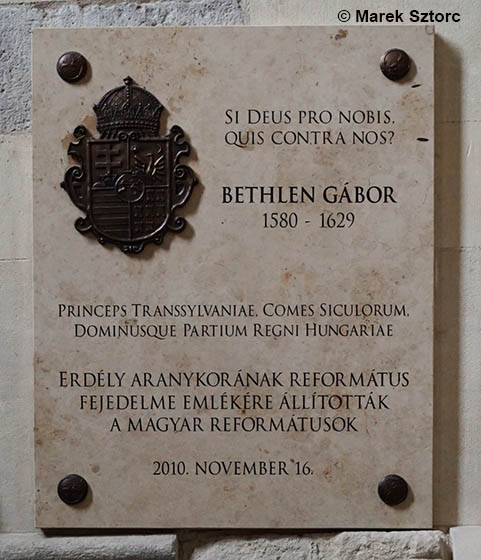 © Marek Sztorc
SI DEUS PRO NOBIS,
QUIS CONTRA NOS?
BETHLEN GÁBOR
1580 - 1629
PRINCEPS TRANSSYLVANIAE, COMES SICULORUM,
DOMINUSQUE PARTIUM REGNI HUNGARIAE
ERDÉLY ARANYKORÁNAK REFORMÁTUS
FEJEDELME EMLÉKÉRE ÁLLÍTOTTÁK
A MAGYAR REFORMÁTUSOK
2010. NOVEMBER 16.